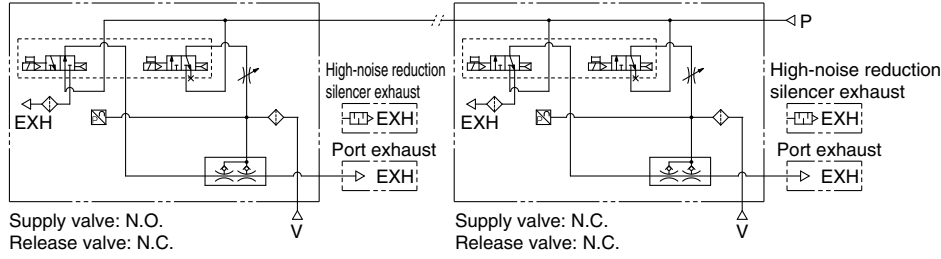 P
High-noise reduction
silencer exhaust
EXH
EXH
Port exhaust
EXH
V
Supply valve: N.O.
Release valve: N.C.
High-noise reduction
silencer exhaust
EXH
EXH
Port exhaust
EXH
V
Supply valve: N.C.
Release valve: N.C.